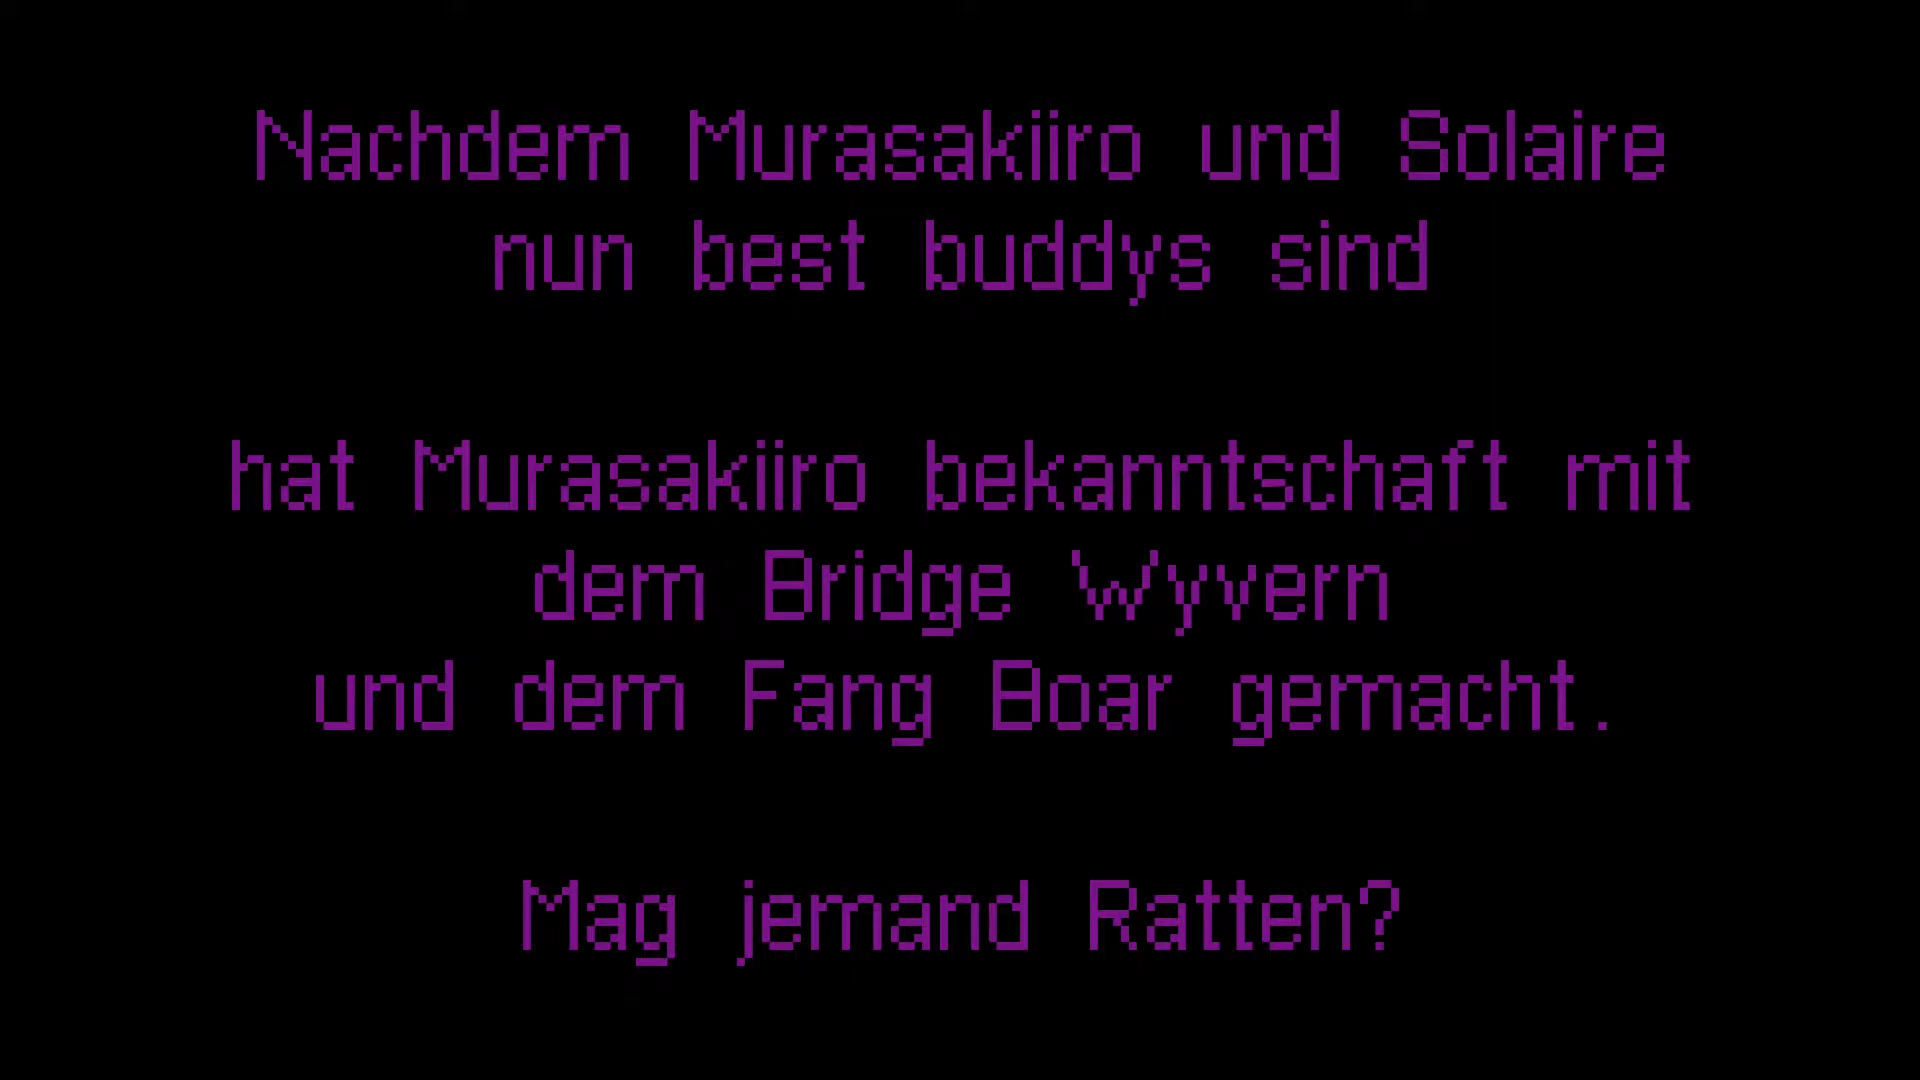 Nachdem Murasakiiro und Solaire
nun best buddys sind
hat Murasakiiro bekanntschaft mit
dem Bridge Wyvern
und dem Fang Boar gemacht.
Mag jemand Ratten?